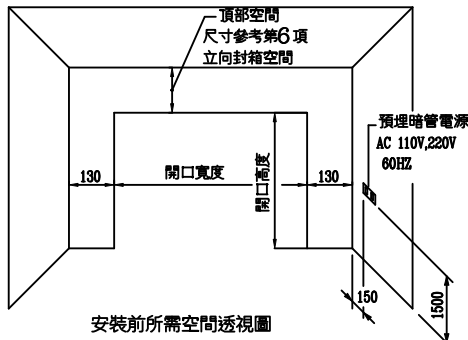 頂部空間
尺寸參考第6項
立向封箱空間
預埋暗管電源
AC 110V,220V
60HZ
130
開口寬度
130
開口高度
150
1500
安裝前所需空間透視圖